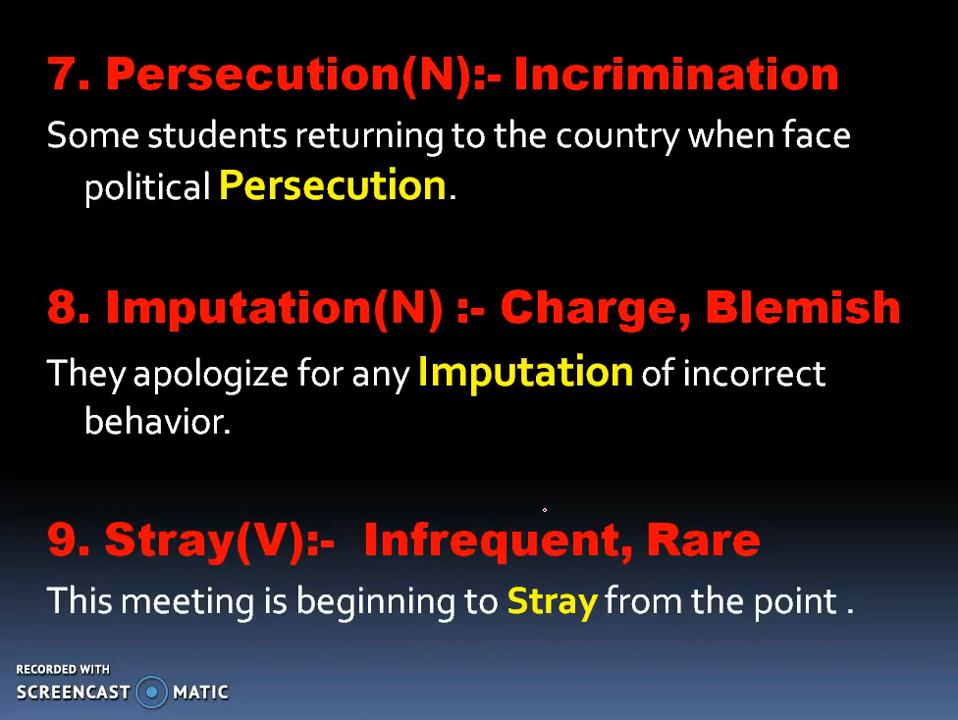 7. Persecution(N):- Incrimination
Some students returning to the country when face
political Persecution.
8. Imputation(N) :- Charge, Blemish
They apologize for any Imputation of incorrect
behavior.
9. Stray(V):- Infrequent, Rare
This meeting is beginning to Stray from the point .
RECORDED WITH
SCREENCAST MATIC